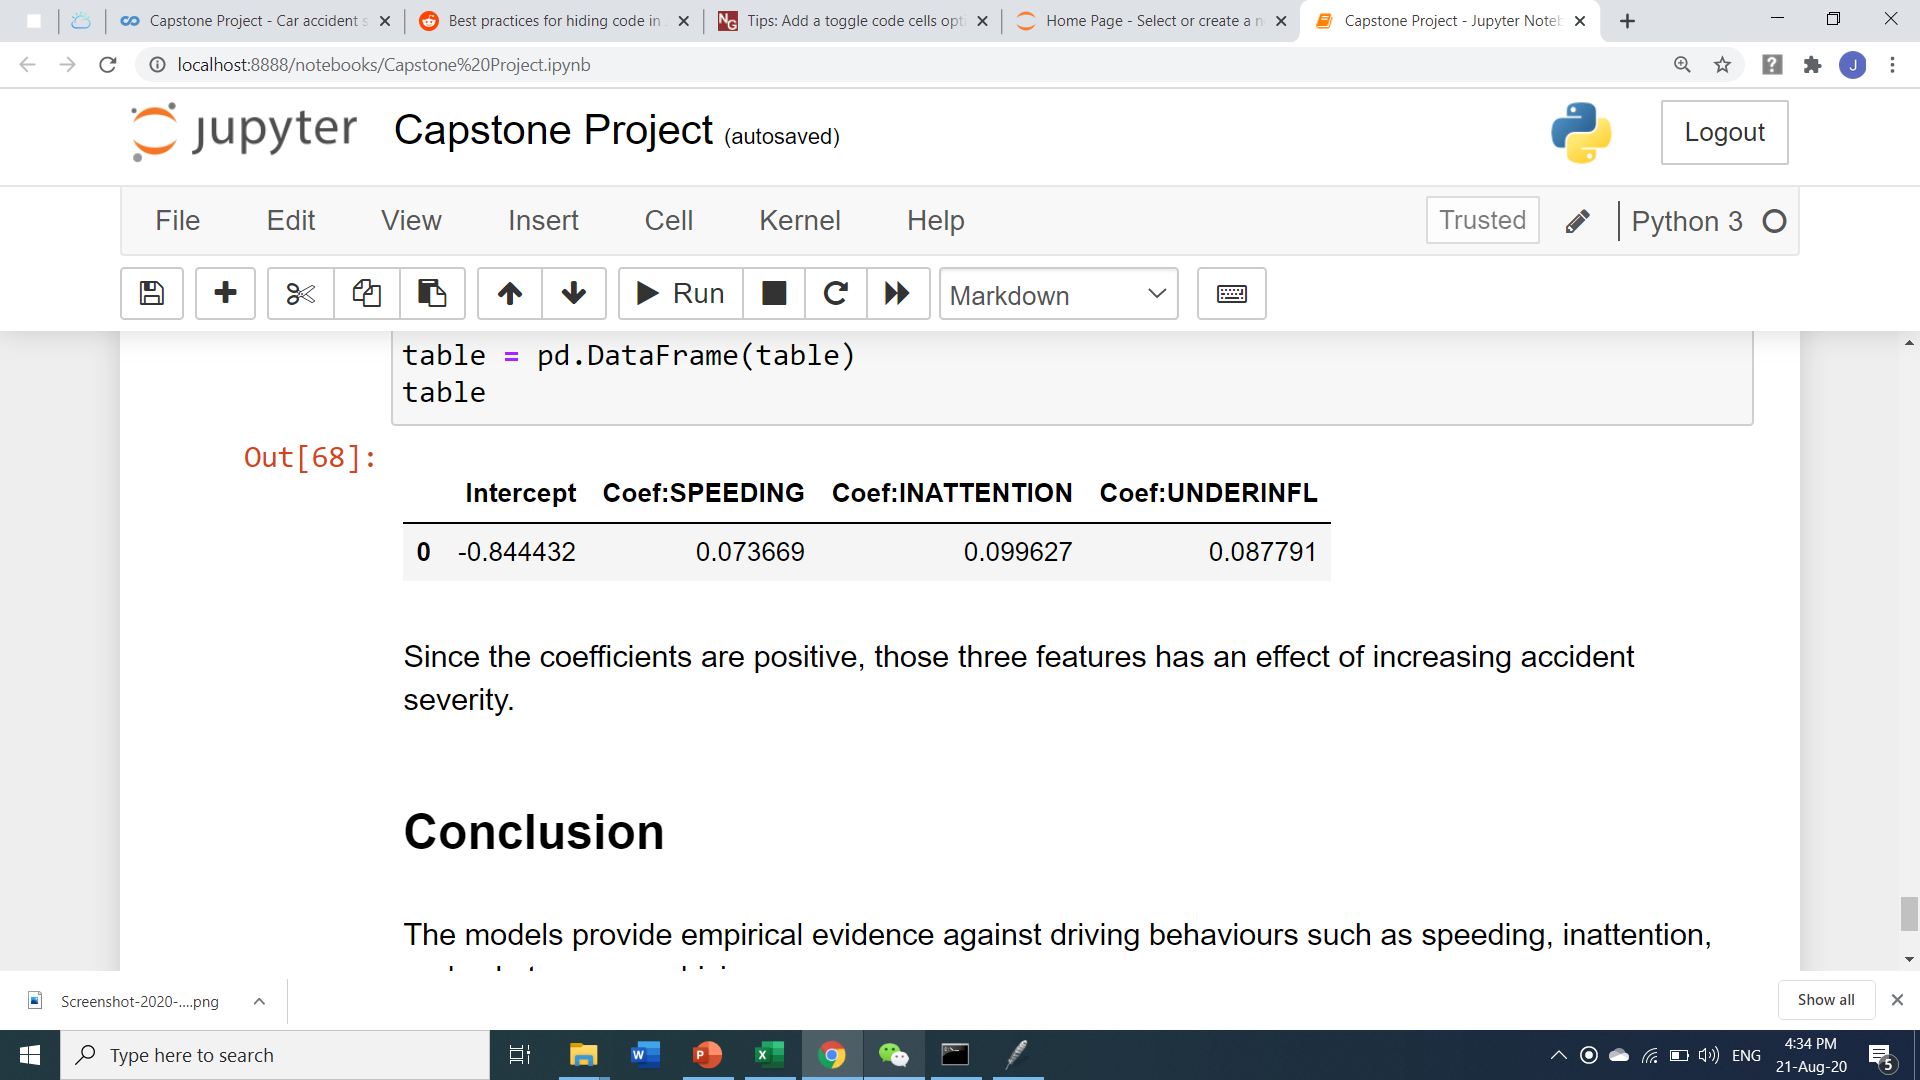 Capstone Project - Car accident s
Best practices for hiding code in
NG Tips: Add a toggle code cells opti
Home Page - Select or create a n
Capstone Project - Jupyter Noteb
localhost:8888/notebooks/Capstone%20Project.ipynb
J
jupyter Capstone Project (autosaved)
Logout
File Edit View Insert Cell Kernel Help
Trusted Python 3
Run Markdown
table = pd.DataFrame(table)
table
Out[68]:
Intercept Coef:SPEEDING Coef:INATTENTION Coef:UNDERINFL
0 -0.844432 0.073669 0.099627 0.087791
Since the coefficients are positive, those three features has an effect of increasing accident
severity.
Conclusion
The models provide empirical evidence against driving behaviours such as speeding, inattention,
Screenshot-2020-....png
Show all
Type here to search
ENG
4:34 PM
21-Aug-20
5